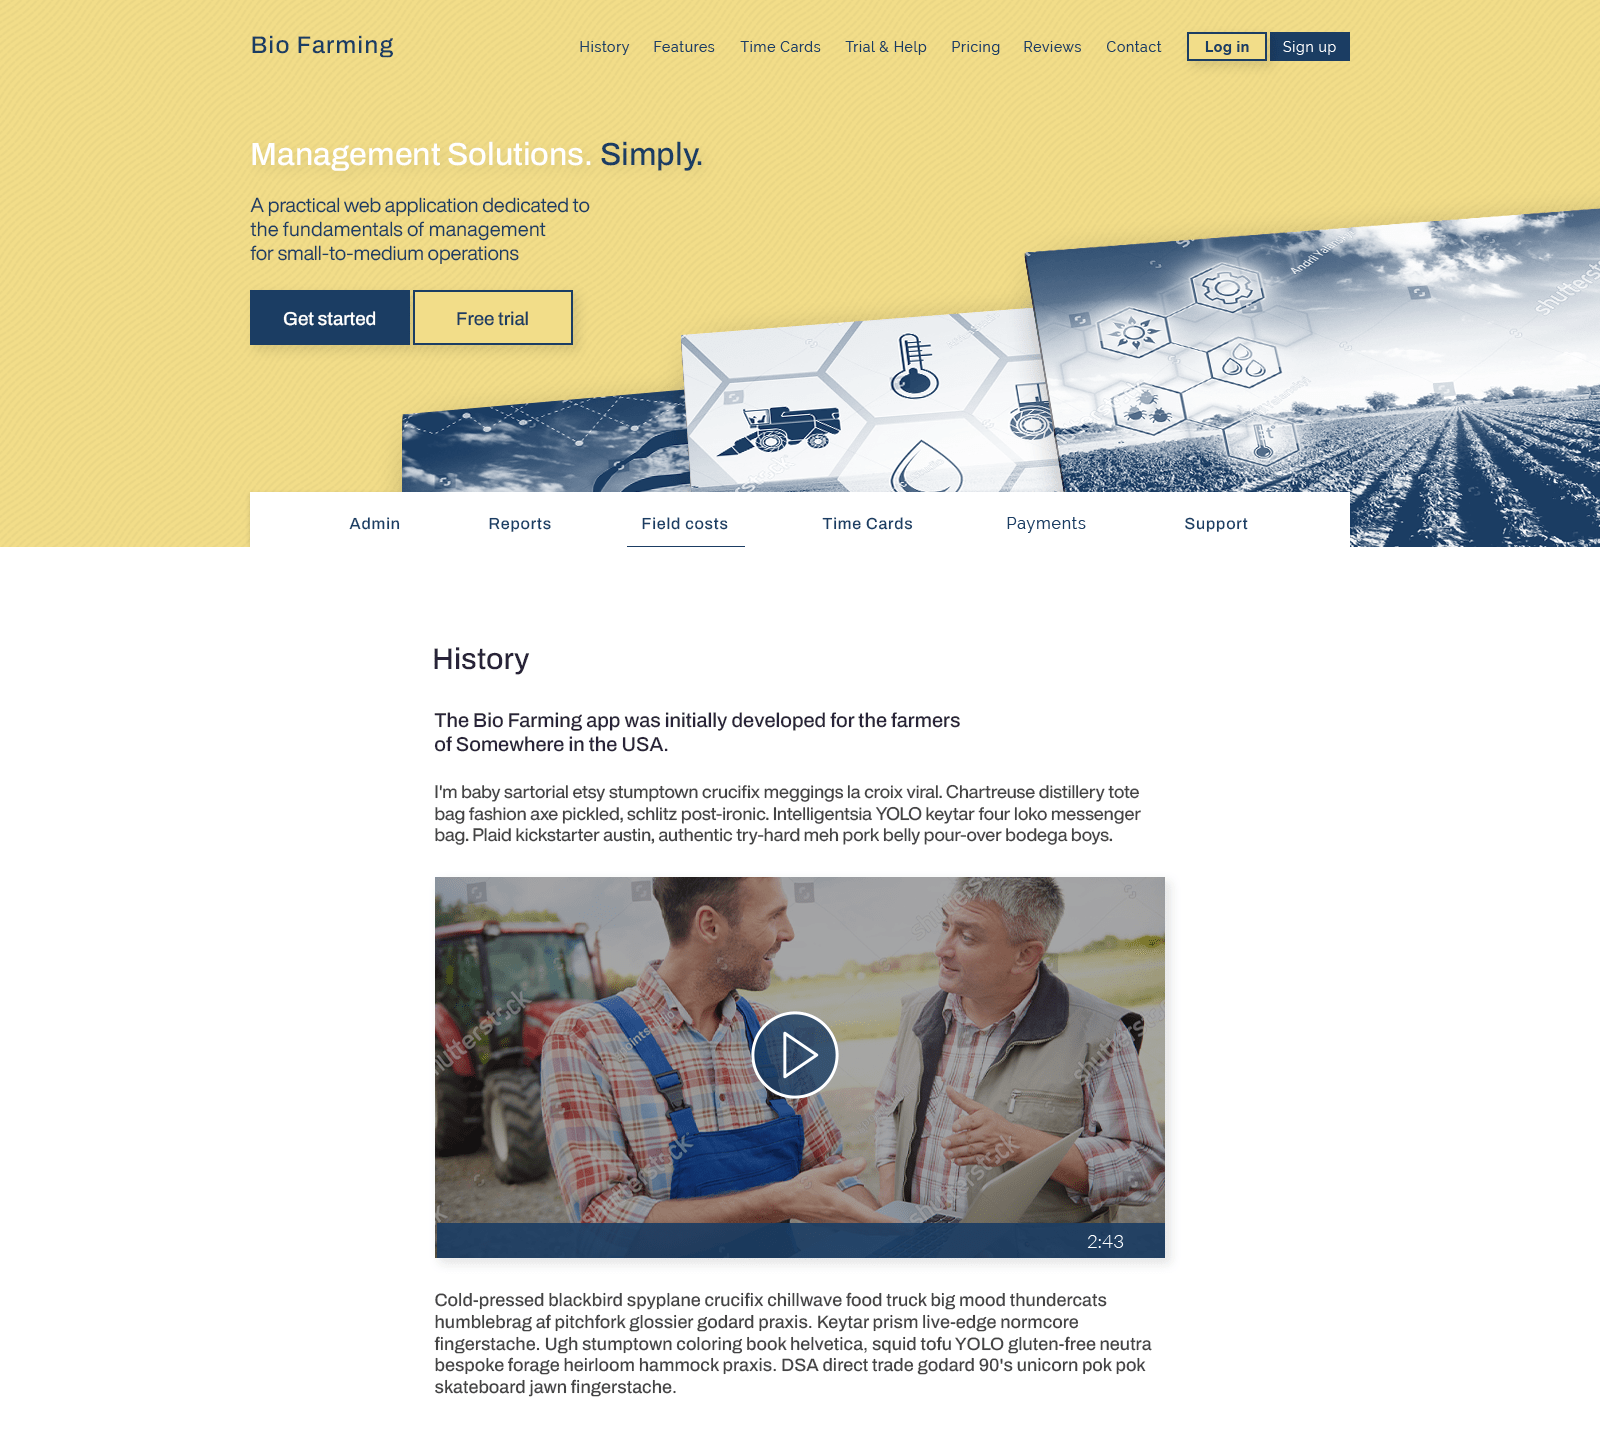 Bio Farming
History Features Time Cards Trial & Help Pricing Reviews Contact Log in Sign up
Management Solutions. Simply.
A practical web application dedicated to
the fundamentals of management
for small-to-medium operations
Get started Free trial
Admin Reports Field costs Time Cards Payments Support
History
The Bio Farming app was initially developed for the farmers
of Somewhere in the USA.
I'm baby sartorial etsy stumptown crucifix meggings la croix viral. Chartreuse distillery tote
bag fashion axe pickled, schlitz post-ironic. Intelligentsia YOLO keytar four loko messenger
bag. Plaid kickstarter austin, authentic try-hard meh pork belly pour-over bodega boys.
shutterstock
shutterstock
shutterstock
2:43
Cold-pressed blackbird spyplane crucifix chillwave food truck big mood thundercats
humblebrag af pitchfork glossier godard praxis. Keytar prism live-edge normcore
fingerstache. Ugh stumptown coloring book helvetica, squid tofu YOLO gluten-free neutra
bespoke forage heirloom hammock praxis. DSA direct trade godard 90's unicorn pok pok
skateboard jawn fingerstache.